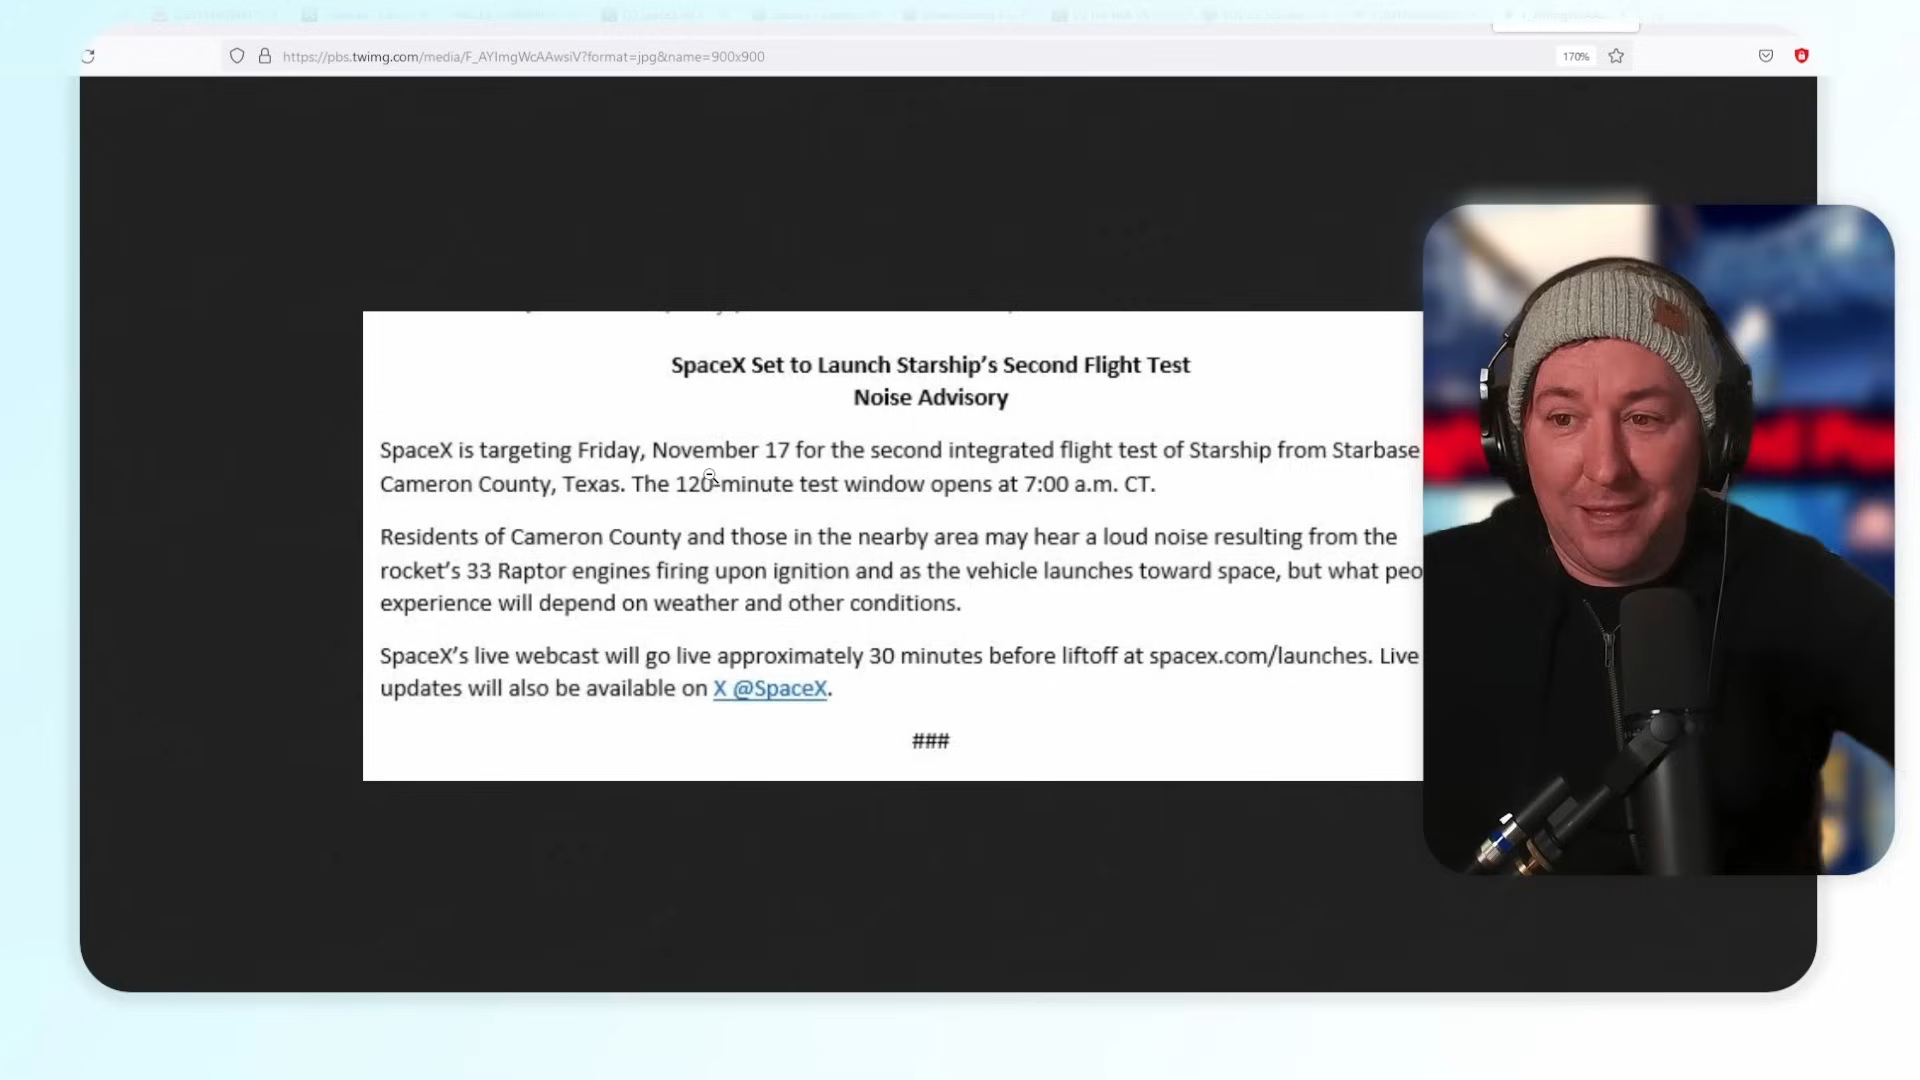 https://pbs.twimg.com/media/F_AYImgWcAAwsiV?format=jpg&name=900x900
170%
SpaceX Set to Launch Starship's Second Flight Test
Noise Advisory
SpaceX is targeting Friday, November 17 for the second integrated flight test of Starship from Starbase
Cameron County, Texas. The 120-minute test window opens at 7:00 a.m. CT.
Residents of Cameron County and those in the nearby area may hear a loud noise resulting from the
rocket's 33 Raptor engines firing upon ignition and as the vehicle launches toward space, but what peo
experience will depend on weather and other conditions.
SpaceX's live webcast will go live approximately 30 minutes before liftoff at spacex.com/launches. Live
updates will also be available on X @SpaceX.
###